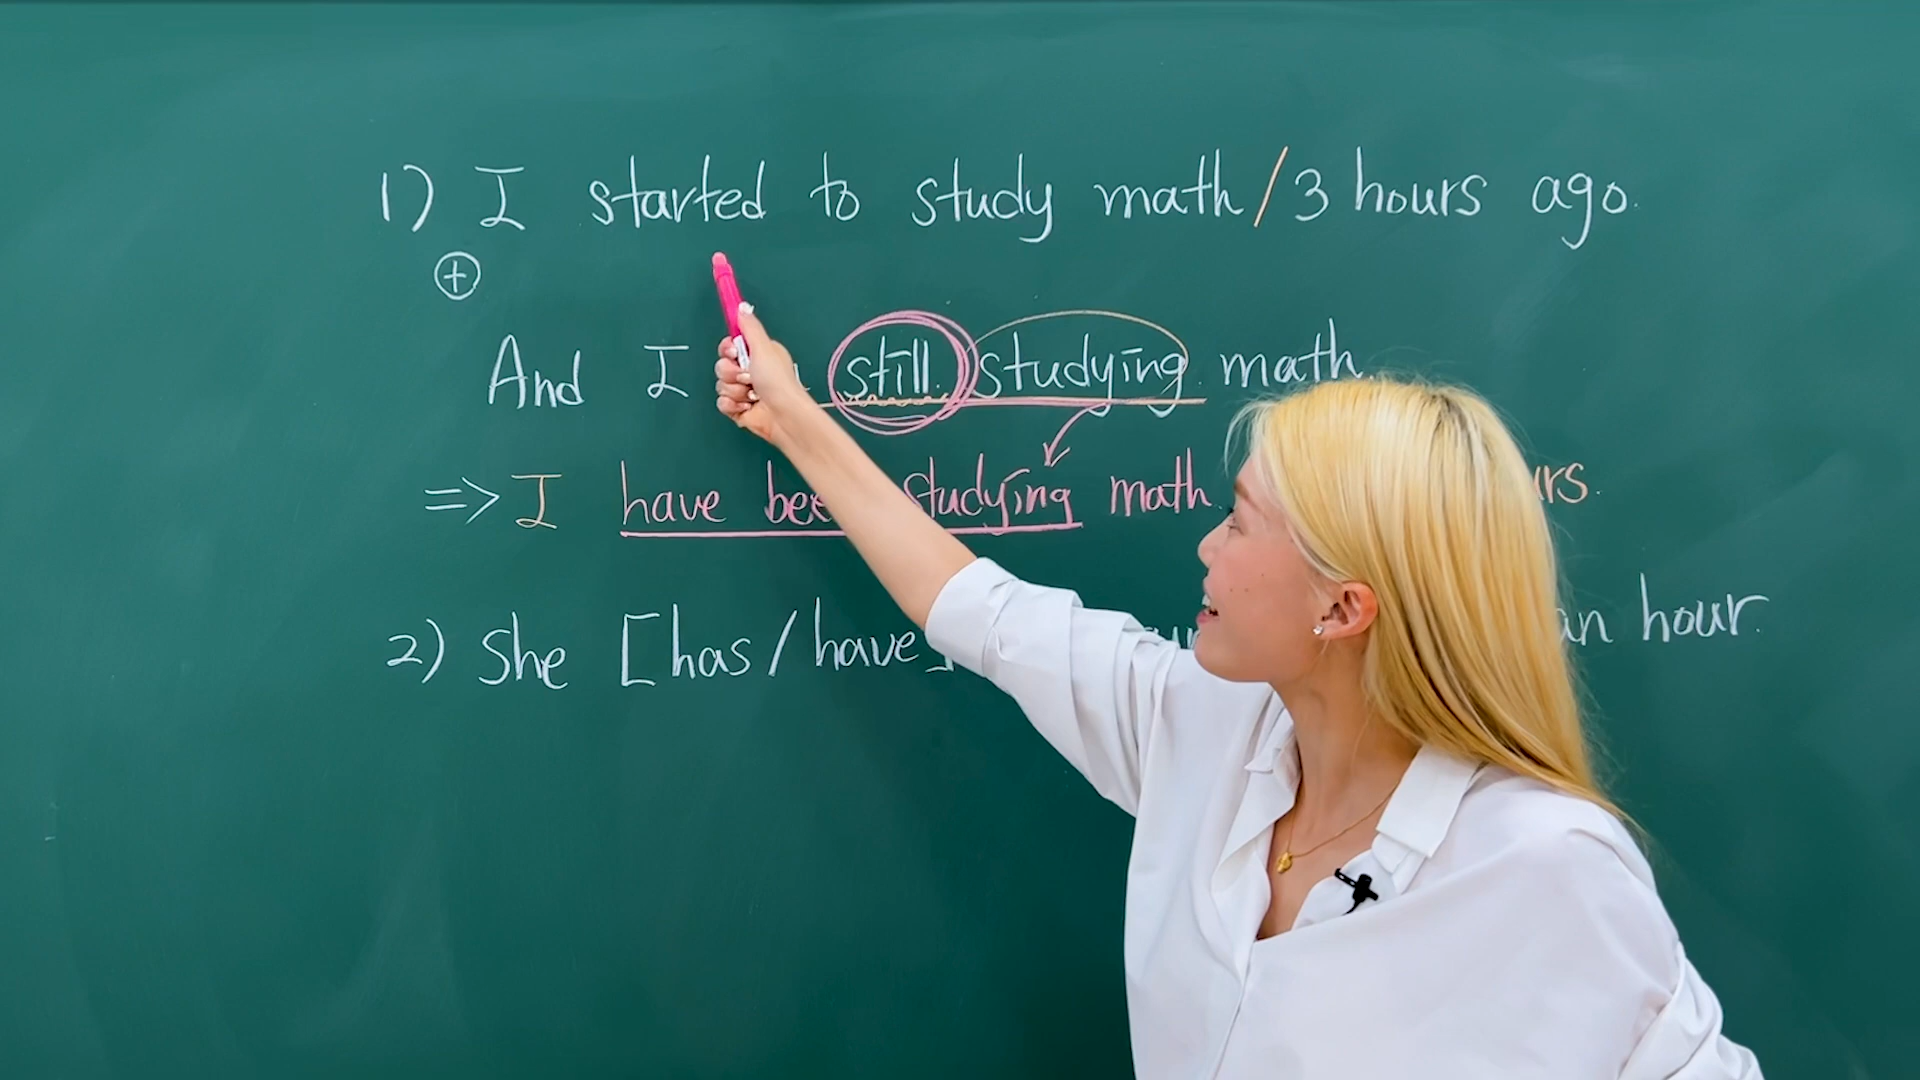 1) I started to study math / 3 hours ago.
⊕
And I still studying math.
=> I have been studying math
2) She [has/have] an hour.